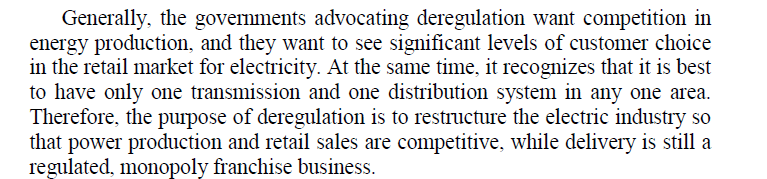 Generally, the governments advocating deregulation want competition in
energy production, and they want to see significant levels of customer choice
in the retail market for electricity. At the same time, it recognizes that it is best
to have only one transmission and one distribution system in any one area.
Therefore, the purpose of deregulation is to restructure the electric industry so
that power production and retail sales are competitive, while delivery is still a
regulated, monopoly franchise business.